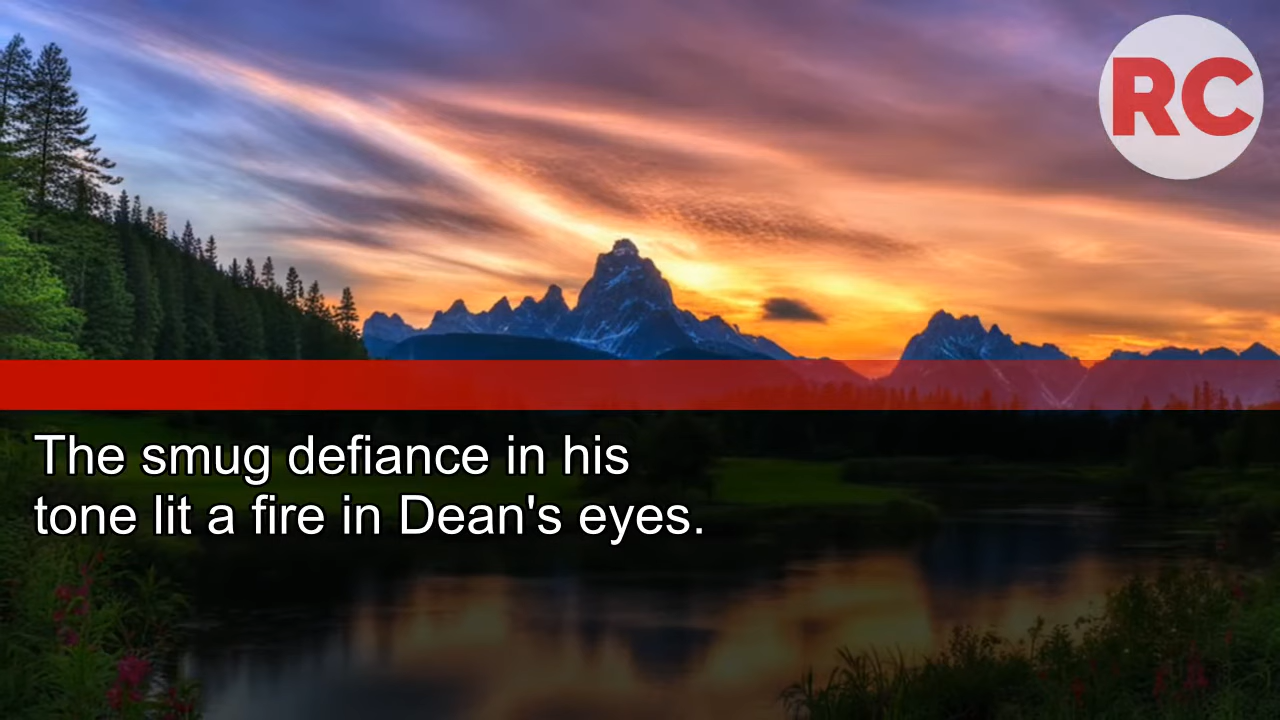 RC
The smug defiance in his
tone lit a fire in Dean's eyes.